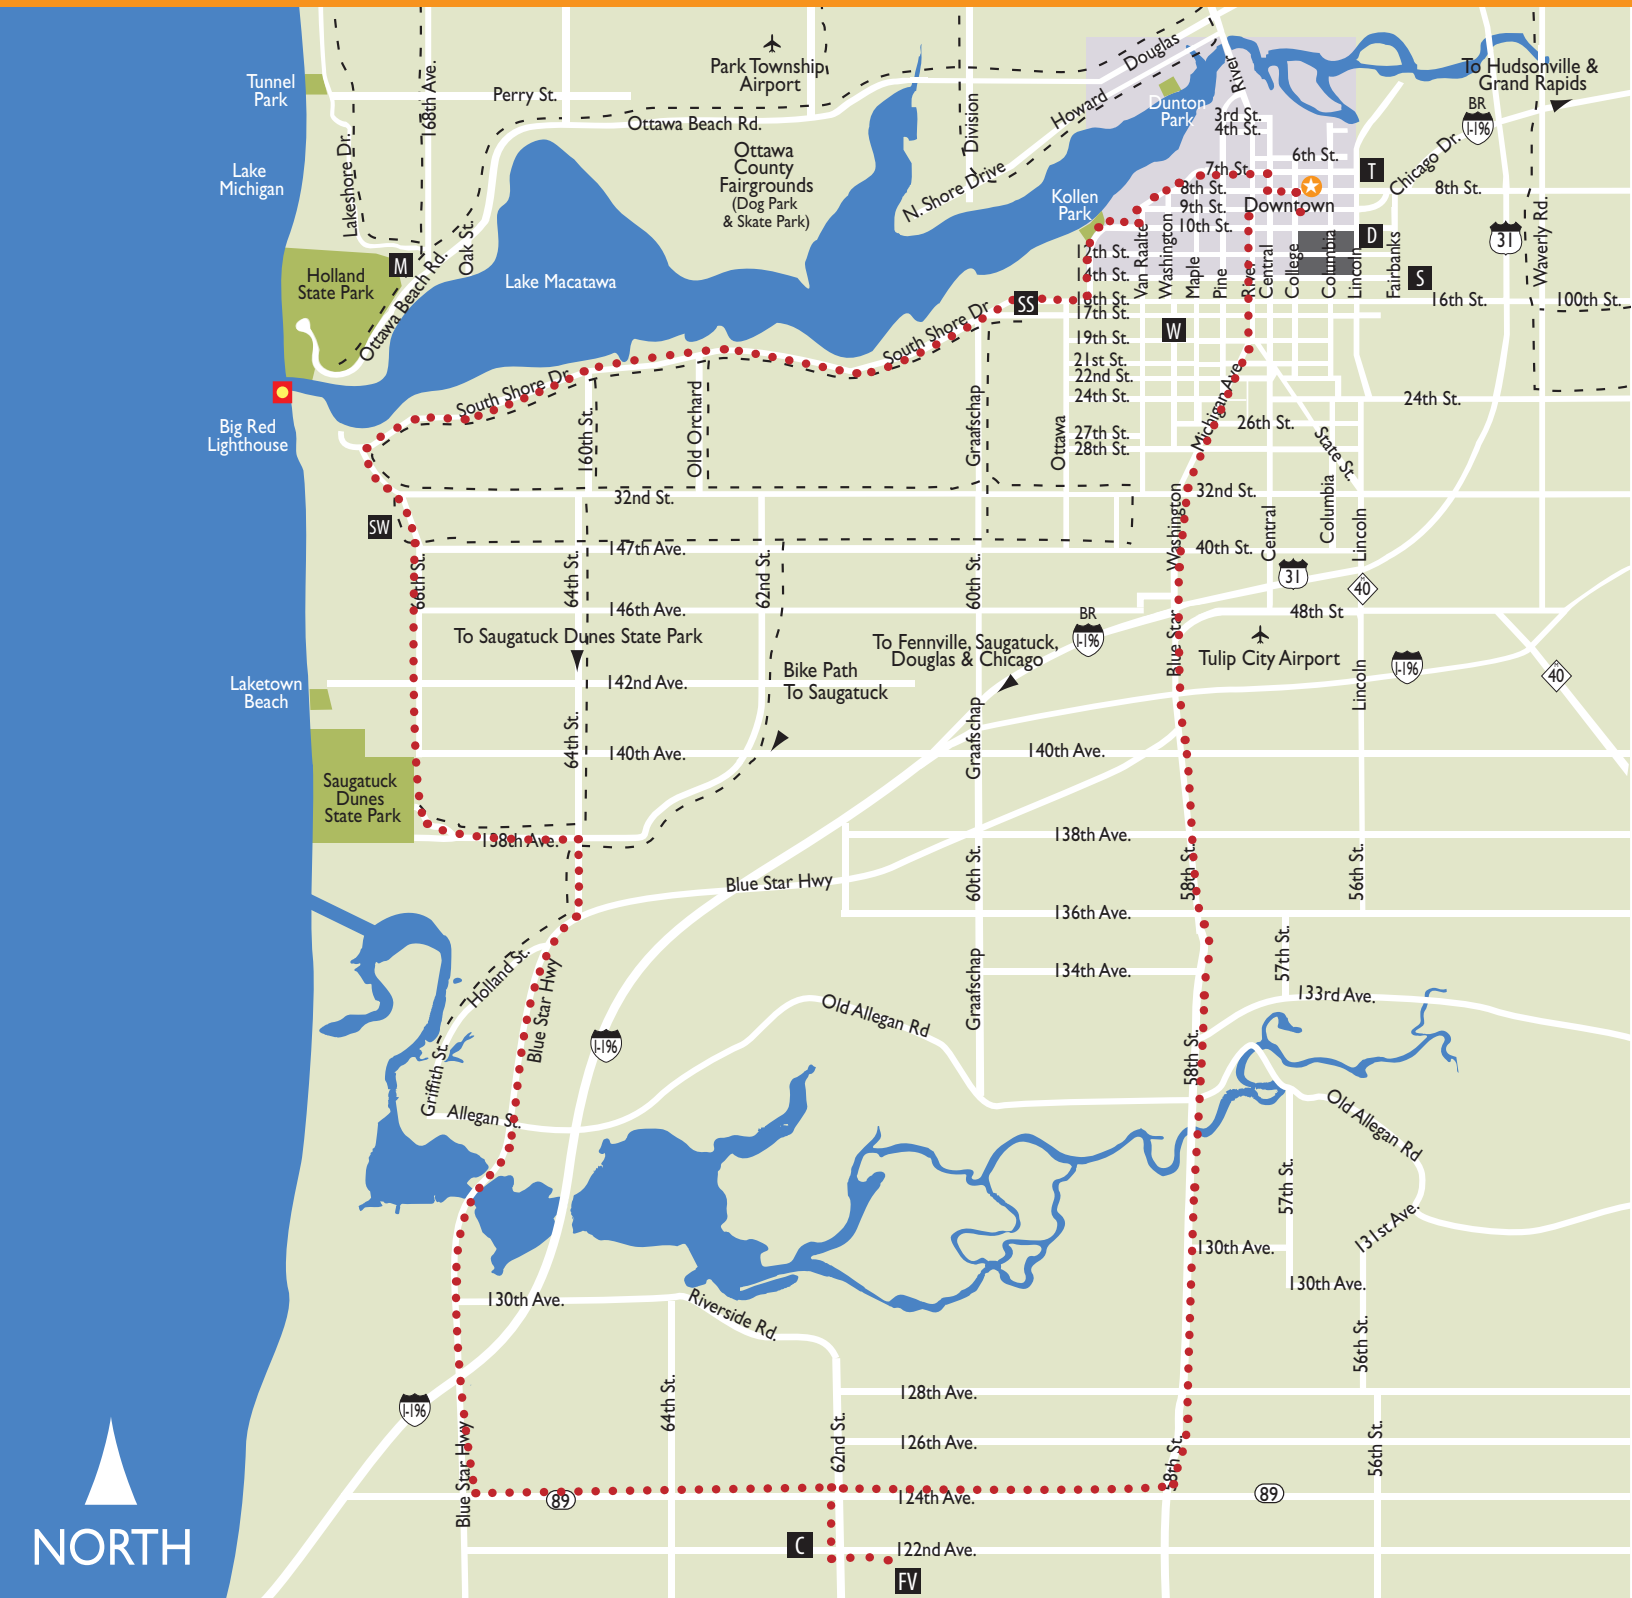 Tunnel
Park
Lake
Michigan
Lakeshore Dr.
168th Ave.
Perry St.
Park Township
Airport
Ottawa Beach Rd.
Ottawa
County
Fairgrounds
(Dog Park
& Skate Park)
Division
Douglas
Howard
N. Shore Drive
Dunton
Park
Kollen
Park
River
3rd St.
4th St.
6th St.
7th St.
8th St.
9th St.
10th St.
Downtown
T
D
S
Chicago Dr.
BR
I-196
To Hudsonville &
Grand Rapids
8th St.
31
Waverly Rd.
Fairbanks
16th St.
100th St.
Oak St.
M
Holland
State Park
Ottawa Beach Rd.
Lake Macatawa
12th St.
14th St.
16th St.
17th St.
19th St.
21st St.
22nd St.
24th St.
27th St.
28th St.
Van Raalte
Washington
Maple
Pine
River
Central
College
Columbia
Lincoln
SS
W
South Shore Dr.
South Shore Dr.
Big Red
Lighthouse
160th St.
Old Orchard
Graafschap
Ottawa
Michigan Ave.
24th St.
26th St.
State St.
32nd St.
32nd St.
SW
Washington
Central
Columbia
Lincoln
147th Ave.
40th St.
66th St.
64th St.
62nd St.
60th St.
31
M
40
146th Ave.
48th St
To Saugatuck Dunes State Park
To Fennville, Saugatuck,
Douglas & Chicago
BR
I-196
Blue Star
Tulip City Airport
I-196
40
Laketown
Beach
142nd Ave.
Bike Path
To Saugatuck
Lincoln
64th St.
140th Ave.
Graafschap
140th Ave.
Saugatuck
Dunes
State Park
138th Ave.
138th Ave.
Blue Star Hwy
60th St.
58th St.
56th St.
136th Ave.
Holland St.
Blue Star Hwy
134th Ave.
57th St.
133rd Ave.
Old Allegan Rd
Graafschap
I-196
58th St.
Griffith St.
Allegan St.
Old Allegan Rd
57th St.
131st Ave.
130th Ave.
130th Ave.
130th Ave.
Riverside Rd.
56th St.
I-196
64th St.
128th Ave.
Blue Star Hwy
62nd St.
126th Ave.
58th St.
56th St.
89
124th Ave.
89
NORTH
C
122nd Ave.
FV